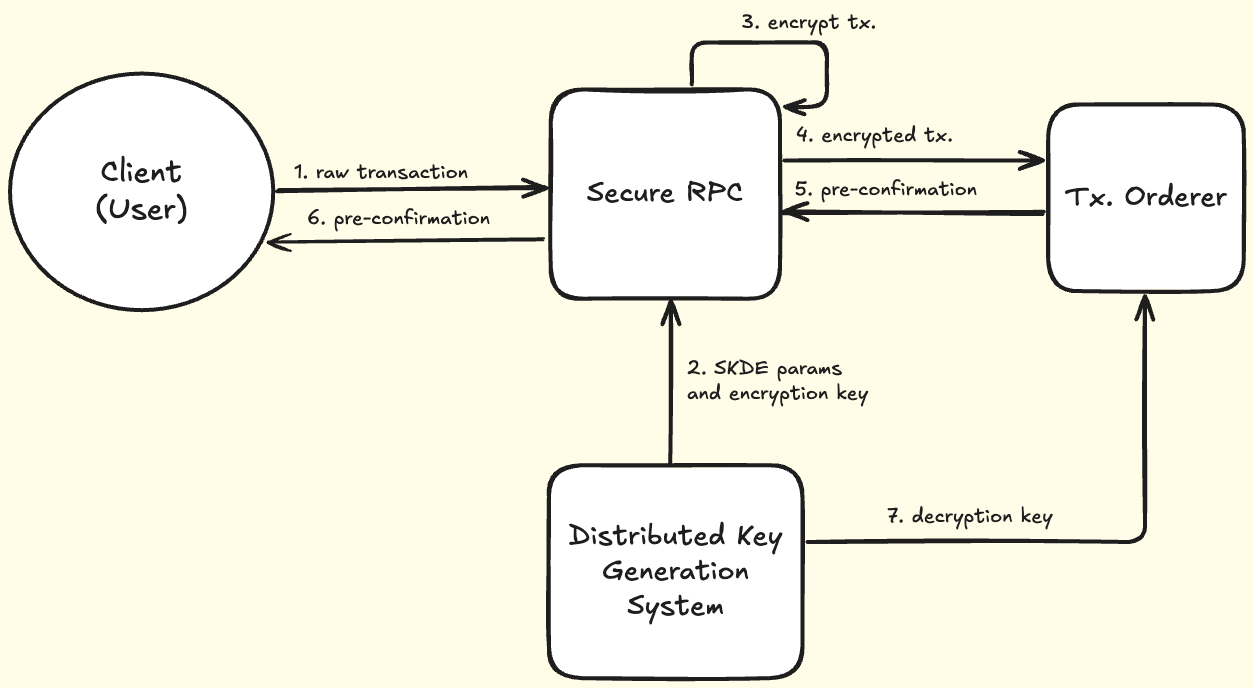 3. encrypt tx.
Client
(User)
1. raw transaction
6. pre-confirmation
Secure RPC
4. encrypted tx.
5. pre-confirmation
Tx. Orderer
2. SKDE params
and encryption key
Distributed Key
Generation
System
7. decryption key